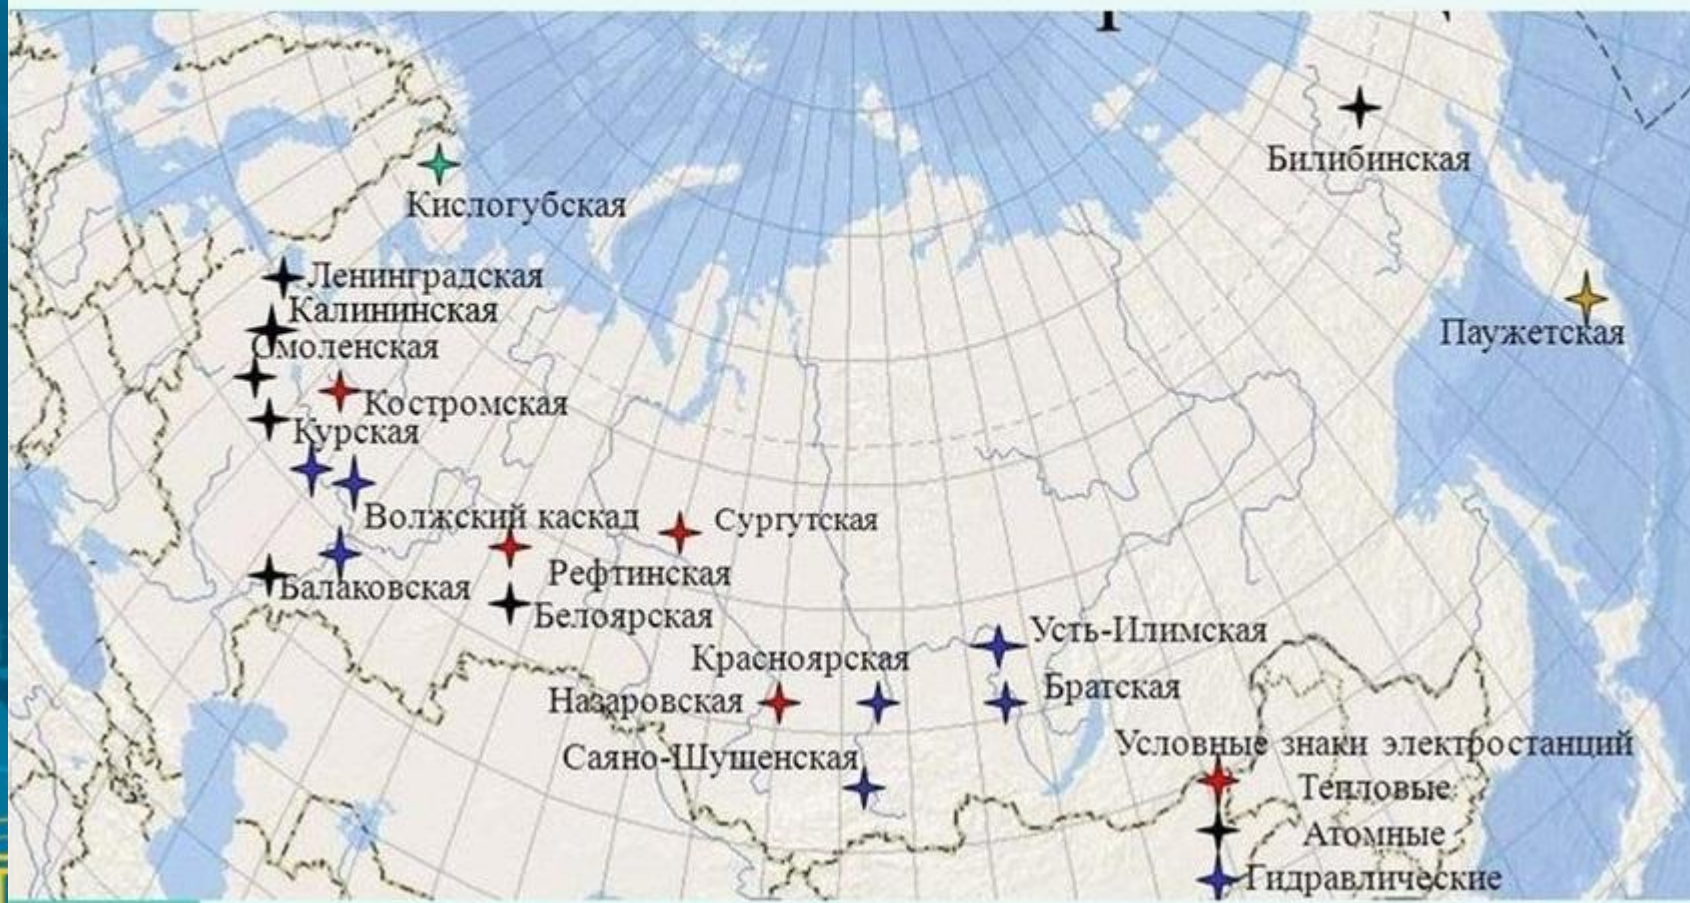 Билибинская
Кислогубская
Ленинградская
Калининская
Смоленская
Паужетская
Костромская
Курская
Волжский каскад
Сургутская
Рефтинская
Балаковская
Белоярская
Усть-Илимская
Красноярская
Назаровская
Братская
Саяно-Шушенская
Условные знаки электростанций
Тепловые
Атомные
Гидравлические